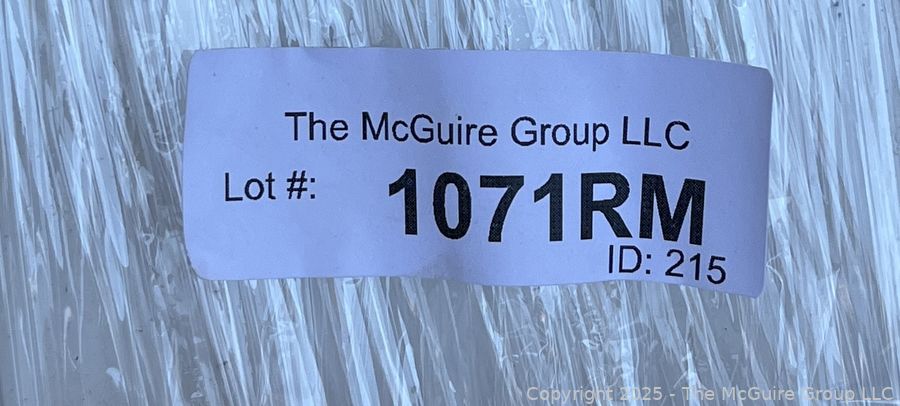 The McGuire Group LLC
Lot #: 1071RM
ID: 215
Copyright 2025 - The McGuire Group LLC